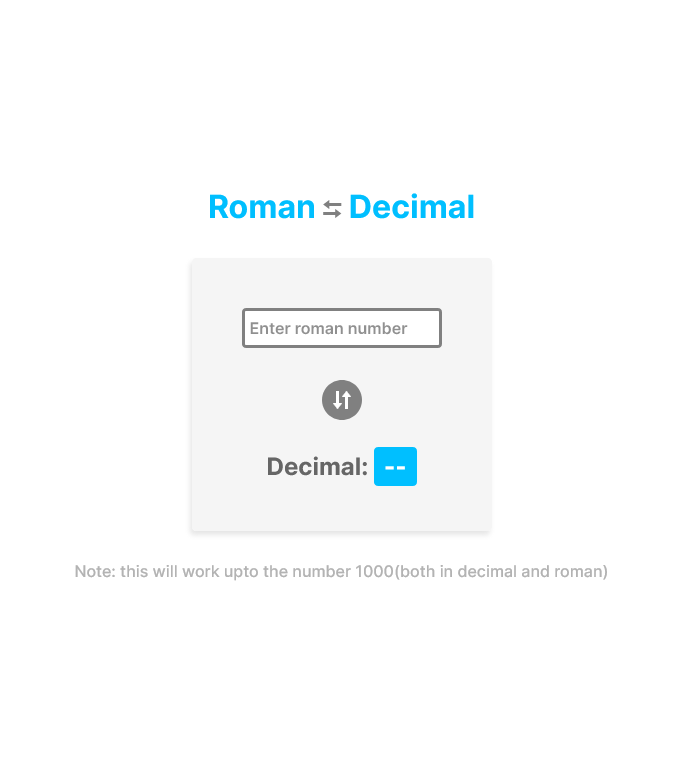 Roman ⇆ Decimal
Enter roman number
Decimal: --
Note: this will work upto the number 1000(both in decimal and roman)